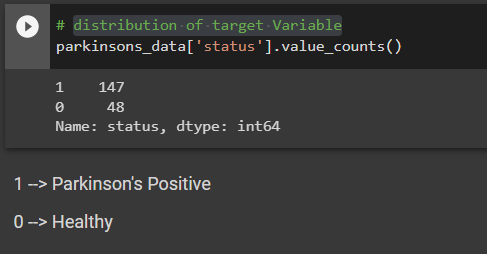 # distribution of target Variable
parkinsons_data['status'].value_counts()
1    147
0     48
Name: status, dtype: int64
1 --> Parkinson's Positive
0 --> Healthy